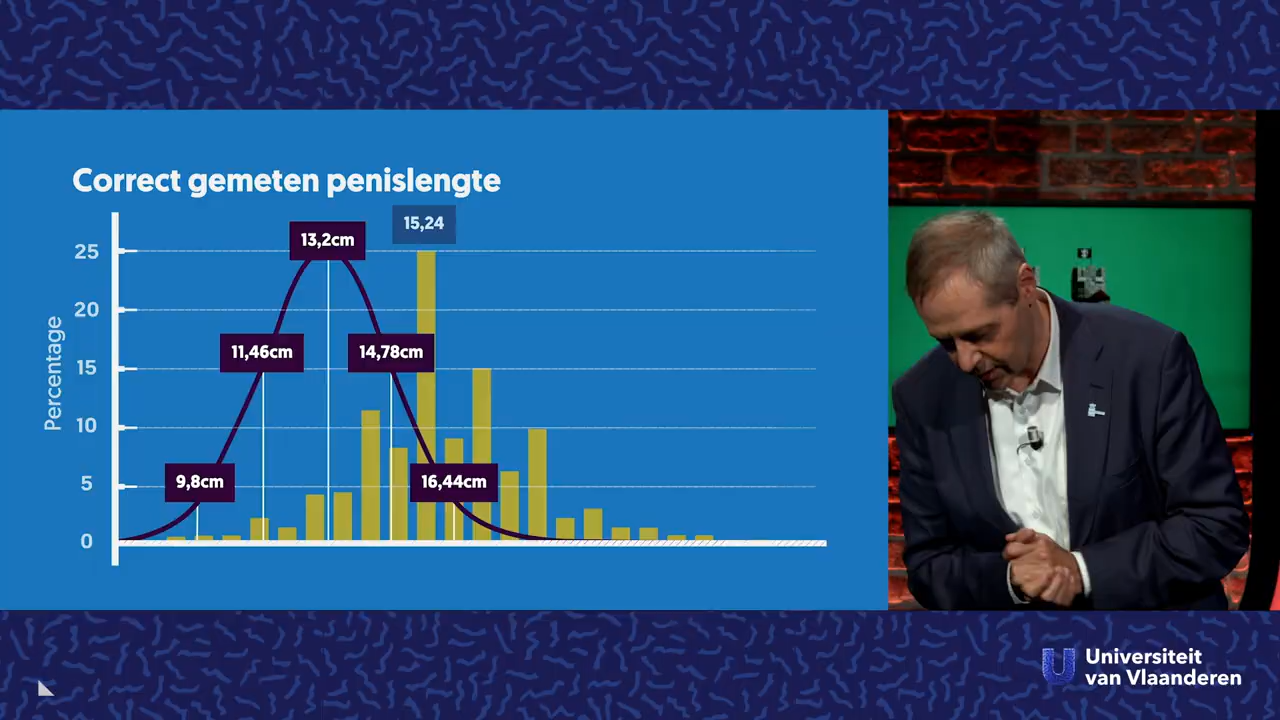 Correct gemeten penislengte
15,24
13,2cm
11,46cm
14,78cm
9,8cm
16,44cm
Percentage
25
20
15
10
5
0
Universiteit
van Vlaanderen